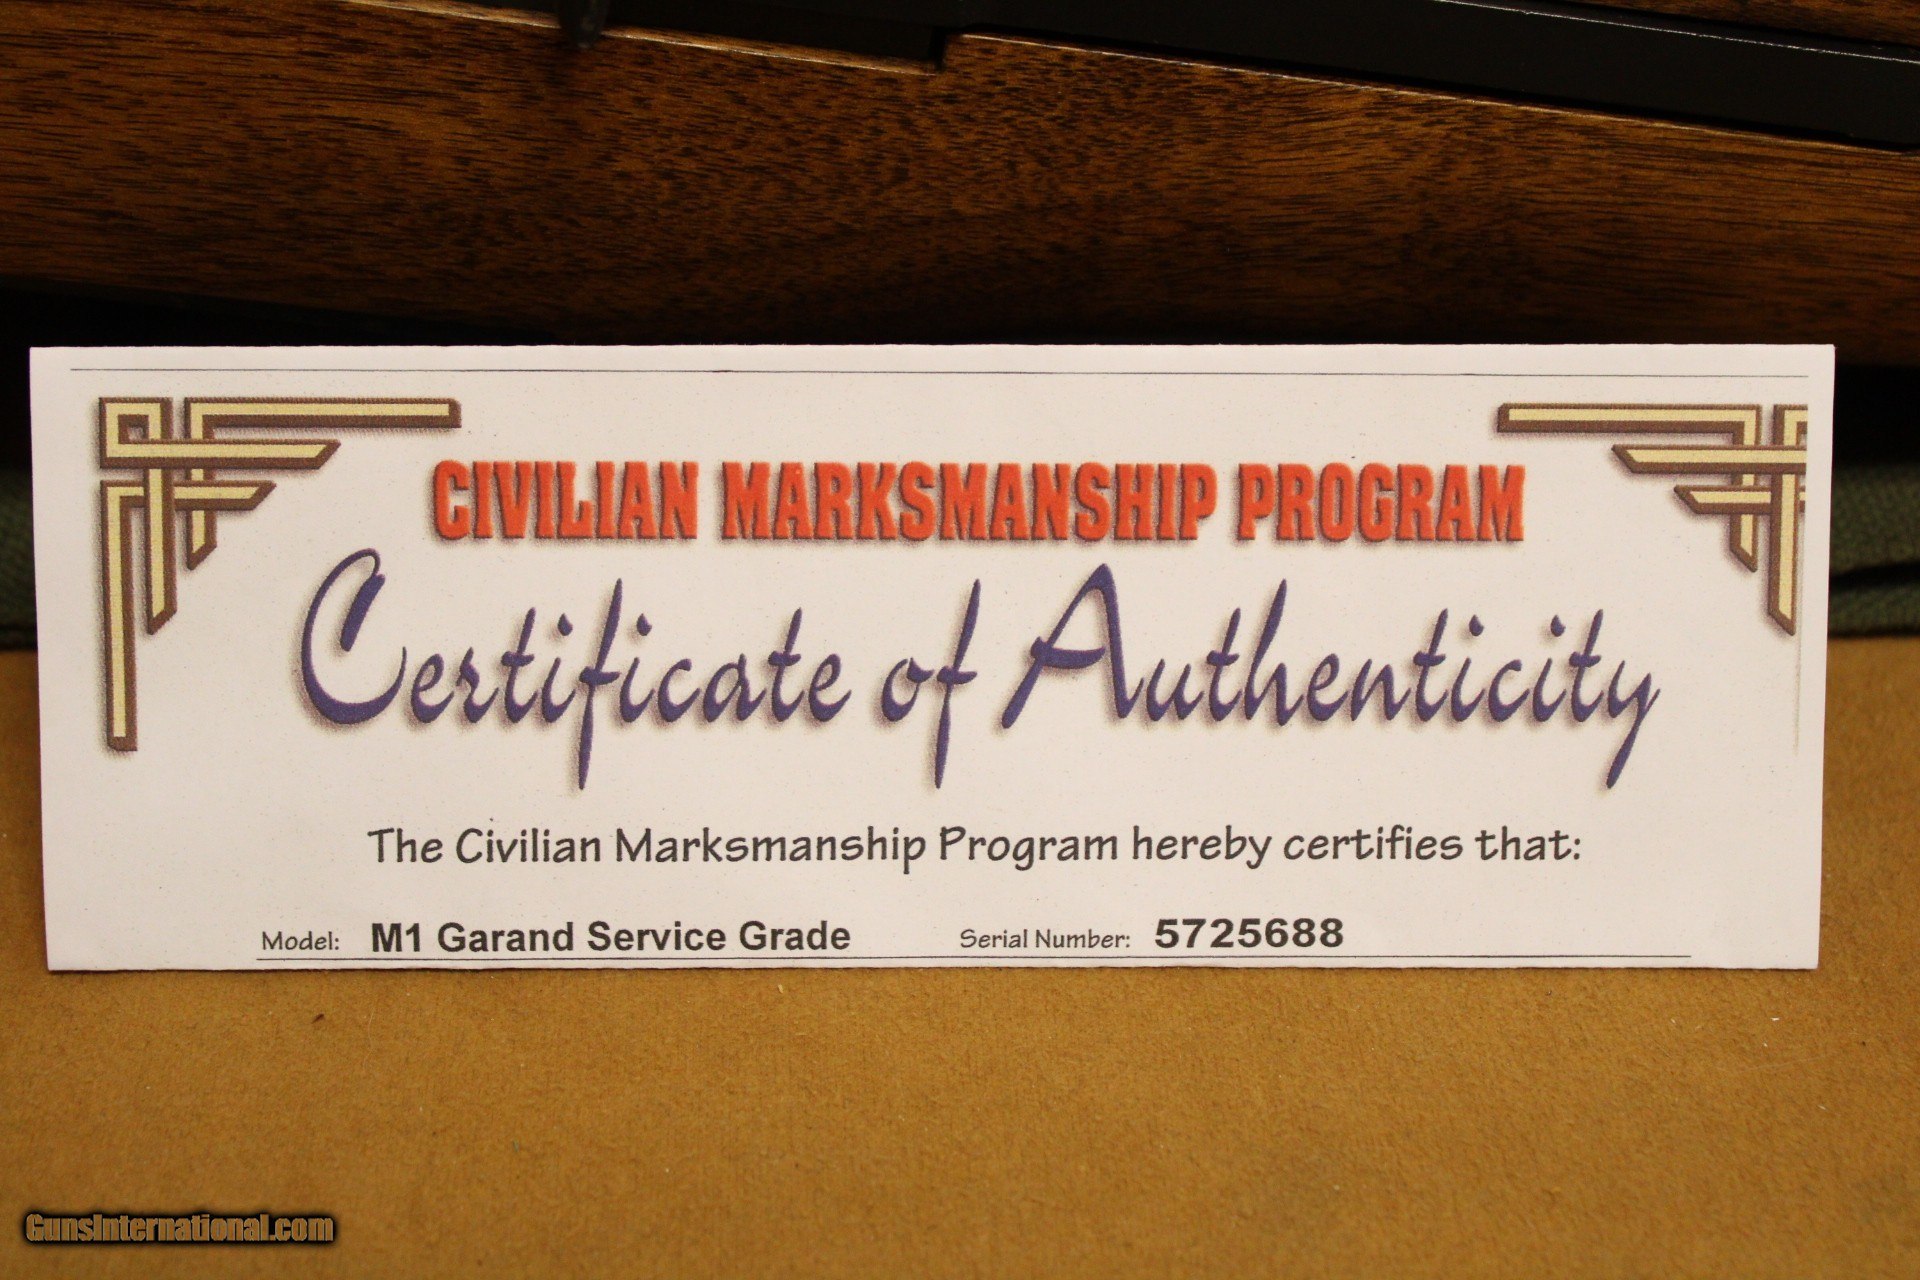 CIVILIAN MARKSMANSHIP PROGRAM
Certificate of Authenticity
The Civilian Marksmanship Program hereby certifies that:
Model: M1 Garand Service Grade Serial Number: 5725688
GunsInternational.com